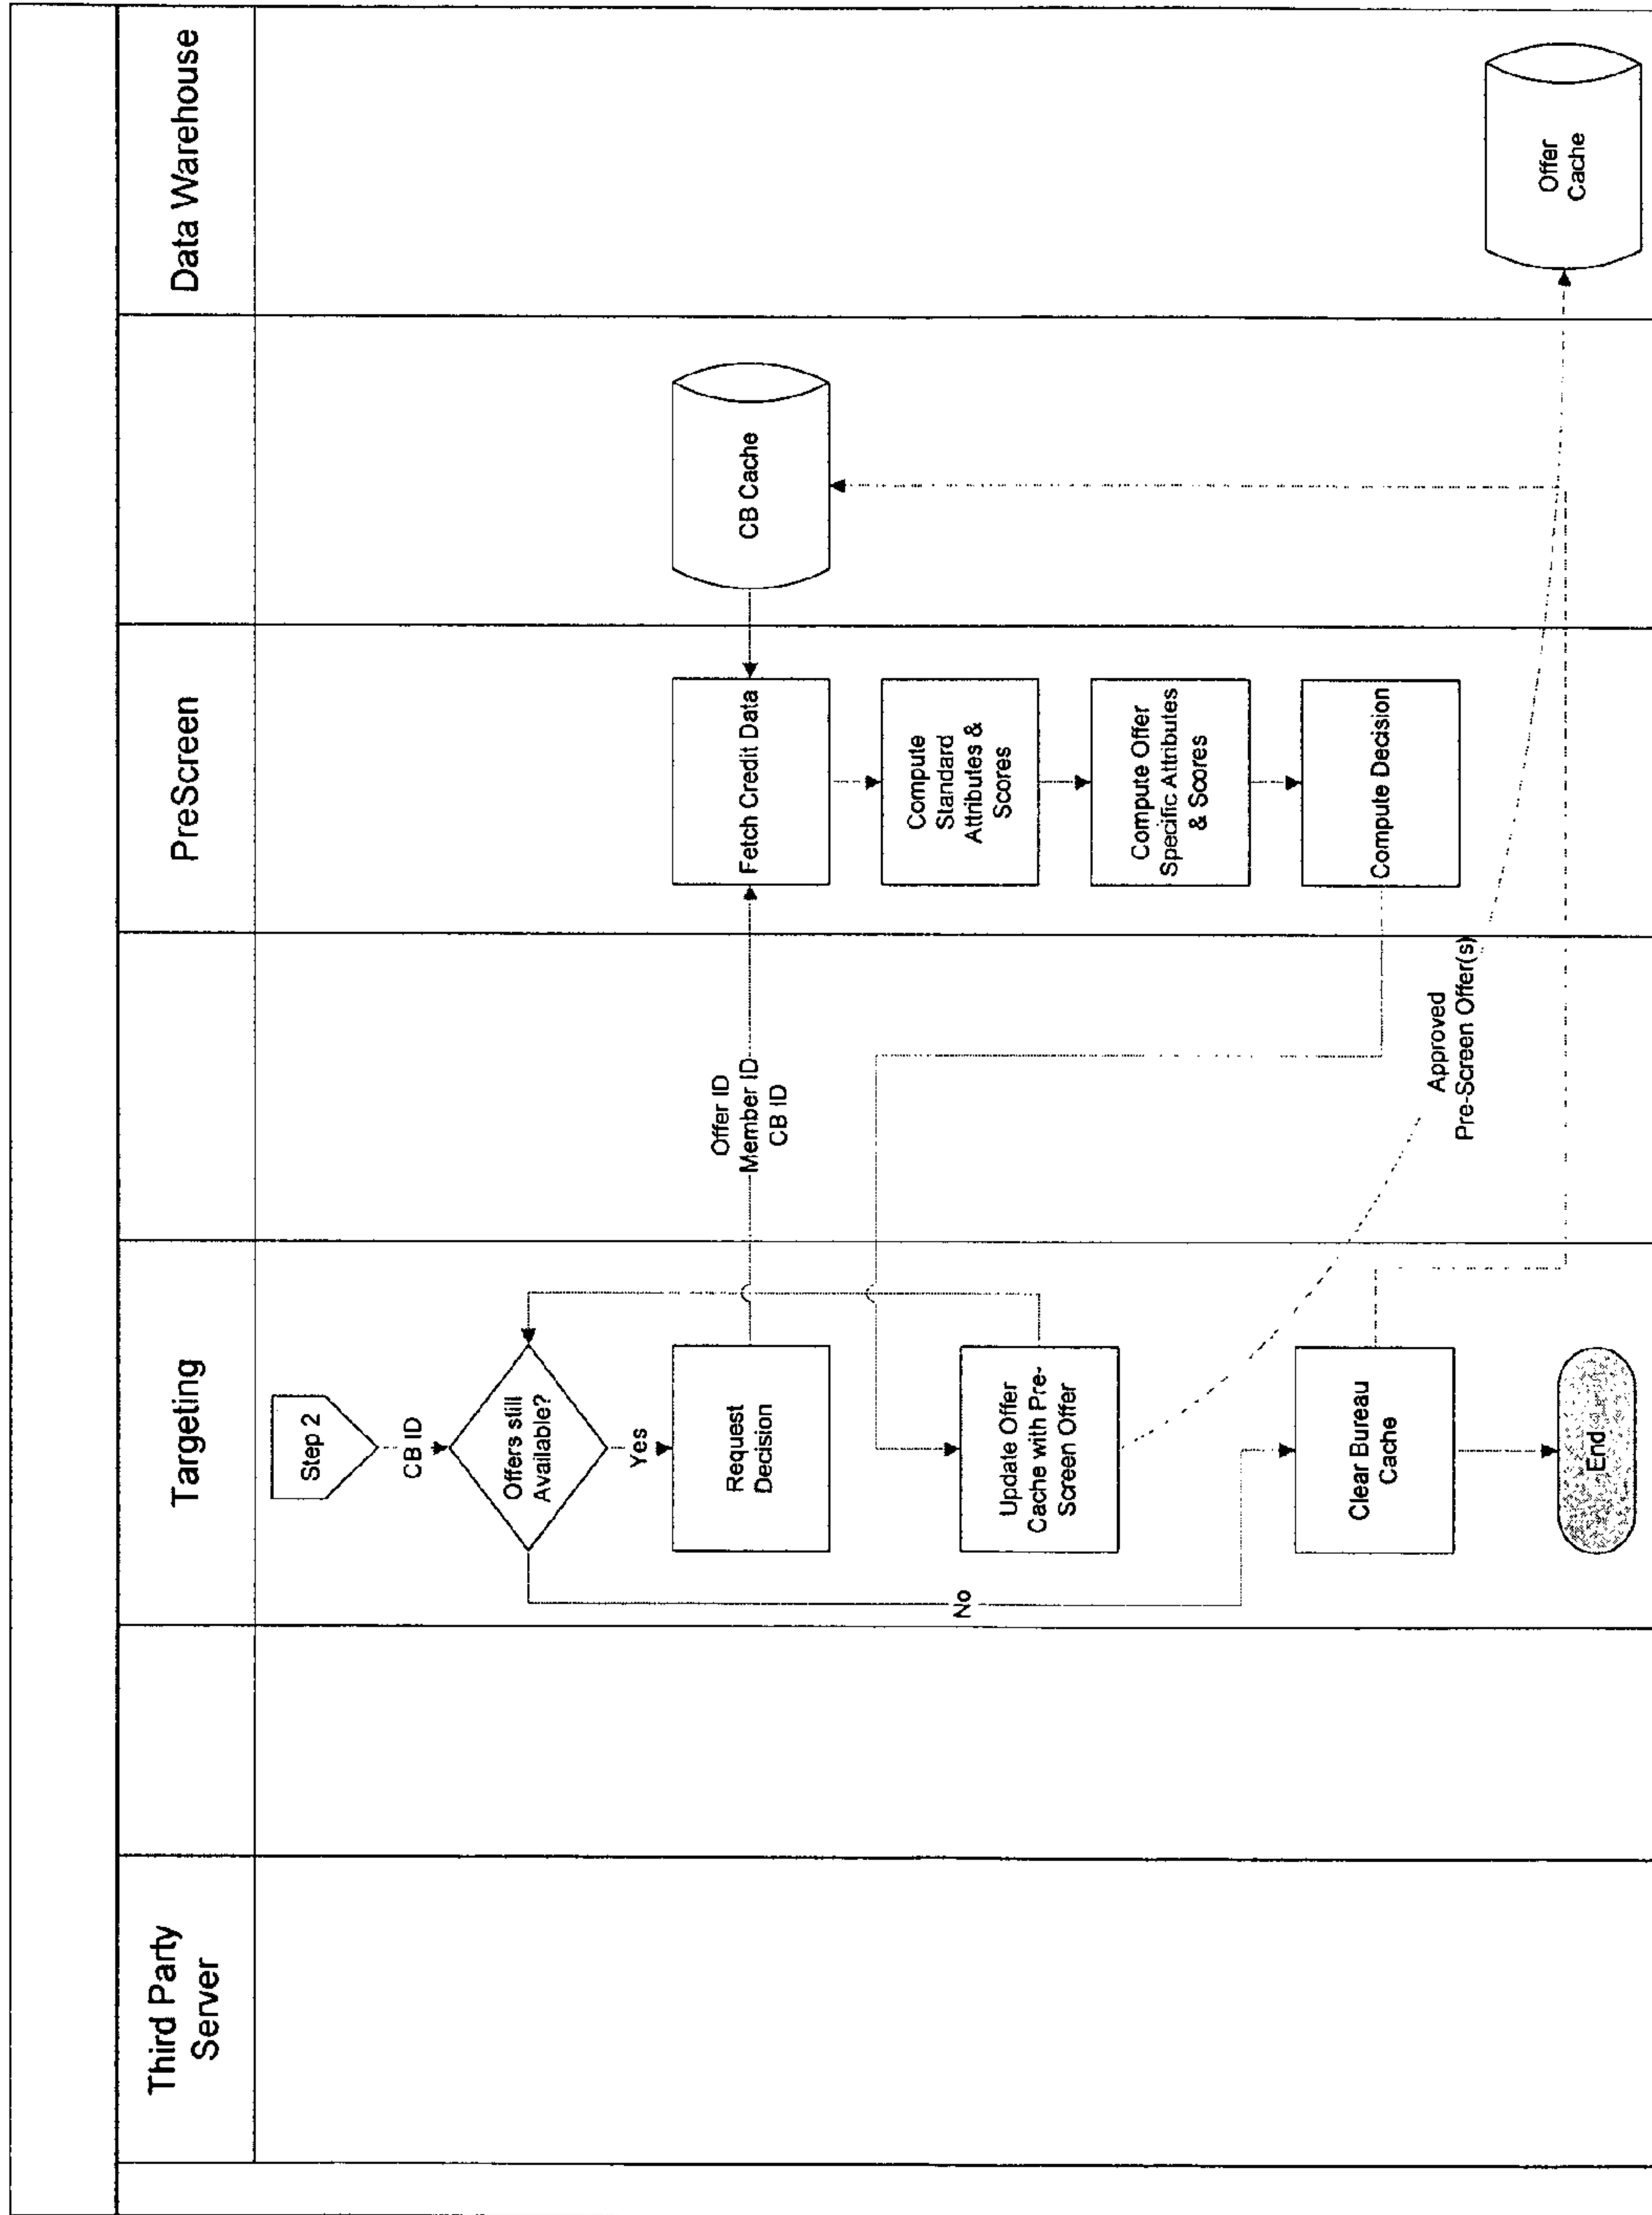 Third Party
Server
Targeting
PreScreen
Data Warehouse
Step 2
CB ID
Offers still
Available?
Yes
No
Request
Decision
Offer ID
Member ID
CB ID
Fetch Credit Data
CB Cache
Compute
Standard
Attributes &
Scores
Compute Offer
Specific Attributes
& Scores
Compute Decision
Update Offer
Cache with Pre-
Screen Offer
Approved
Pre-Screen Offer(s)
Clear Bureau
Cache
End
Offer
Cache